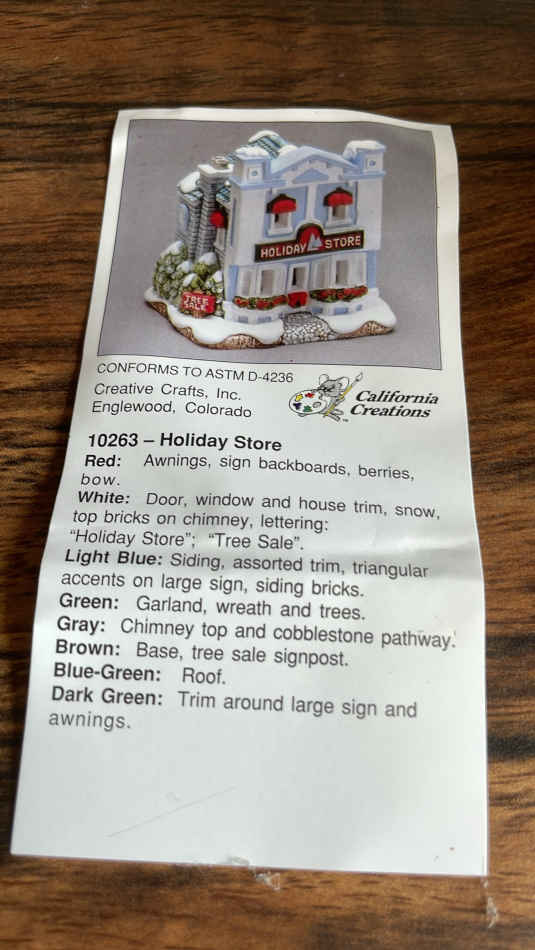 HOLIDAY STORE
TREE
SALE
CONFORMS TO ASTM D-4236
Creative Crafts, Inc.
Englewood, Colorado
California
Creations
TM
10263 – Holiday Store
Red: Awnings, sign backboards, berries,
bow.
White: Door, window and house trim, snow,
top bricks on chimney, lettering:
“Holiday Store”; “Tree Sale”.
Light Blue: Siding, assorted trim, triangular
accents on large sign, siding bricks.
Green: Garland, wreath and trees.
Gray: Chimney top and cobblestone pathway.
Brown: Base, tree sale signpost.
Blue-Green: Roof.
Dark Green: Trim around large sign and
awnings.